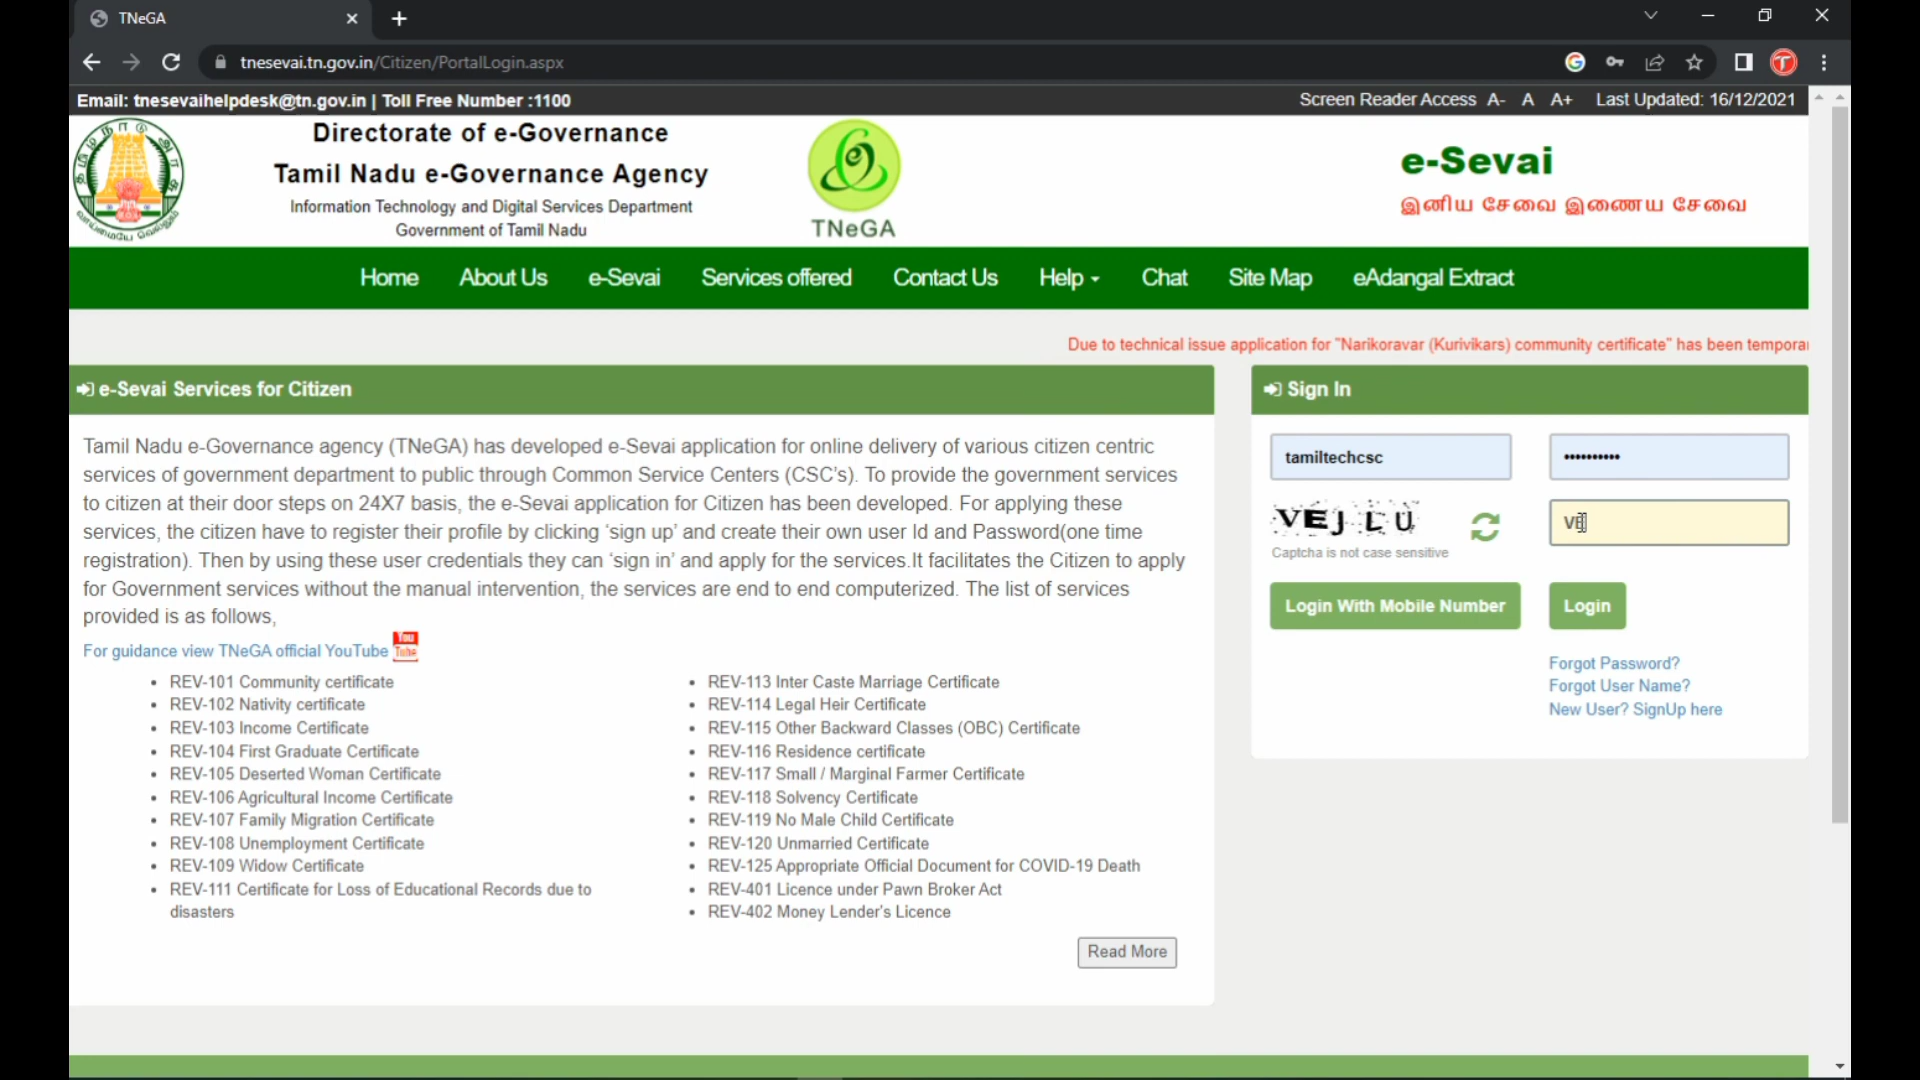 TNeGA
tnesevai.tn.gov.in/Citizen/PortalLogin.aspx
Email: tnesevaihelpdesk@tn.gov.in | Toll Free Number :1100
Screen Reader Access A- A A+ Last Updated: 16/12/2021
Directorate of e-Governance
Tamil Nadu e-Governance Agency
Information Technology and Digital Services Department
Government of Tamil Nadu
TNeGA
e-Sevai
இனிய சேவை இணைய சேவை
Home About Us e-Sevai Services offered Contact Us Help Chat Site Map eAdangal Extract
Due to technical issue application for "Narikoravar (Kurivikars) community certificate" has been tempora
e-Sevai Services for Citizen
Tamil Nadu e-Governance agency (TNeGA) has developed e-Sevai application for online delivery of various citizen centric
services of government department to public through Common Service Centers (CSC's). To provide the government services
to citizen at their door steps on 24X7 basis, the e-Sevai application for Citizen has been developed. For applying these
services, the citizen have to register their profile by clicking ‘sign up’ and create their own user Id and Password(one time
registration). Then by using these user credentials they can ‘sign in’ and apply for the services.It facilitates the Citizen to apply
for Government services without the manual intervention, the services are end to end computerized. The list of services
provided is as follows,
For guidance view TNeGA official YouTube You Tube
REV-101 Community certificate
REV-102 Nativity certificate
REV-103 Income Certificate
REV-104 First Graduate Certificate
REV-105 Deserted Woman Certificate
REV-106 Agricultural Income Certificate
REV-107 Family Migration Certificate
REV-108 Unemployment Certificate
REV-109 Widow Certificate
REV-111 Certificate for Loss of Educational Records due to
disasters
REV-113 Inter Caste Marriage Certificate
REV-114 Legal Heir Certificate
REV-115 Other Backward Classes (OBC) Certificate
REV-116 Residence certificate
REV-117 Small / Marginal Farmer Certificate
REV-118 Solvency Certificate
REV-119 No Male Child Certificate
REV-120 Unmarried Certificate
REV-125 Appropriate Official Document for COVID-19 Death
REV-401 Licence under Pawn Broker Act
REV-402 Money Lender's Licence
Read More
Sign In
tamiltechcsc
••••••••••
VEJLU
VE
Captcha is not case sensitive
Login With Mobile Number
Login
Forgot Password?
Forgot User Name?
New User? SignUp here